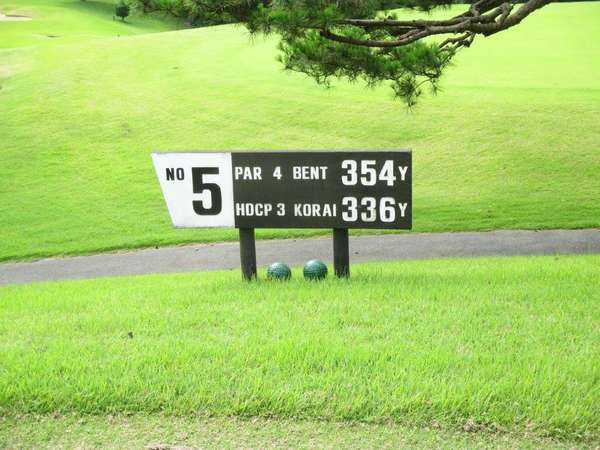 NO 5
PAR 4 BENT 354Y
HDCP 3 KORAI 336Y